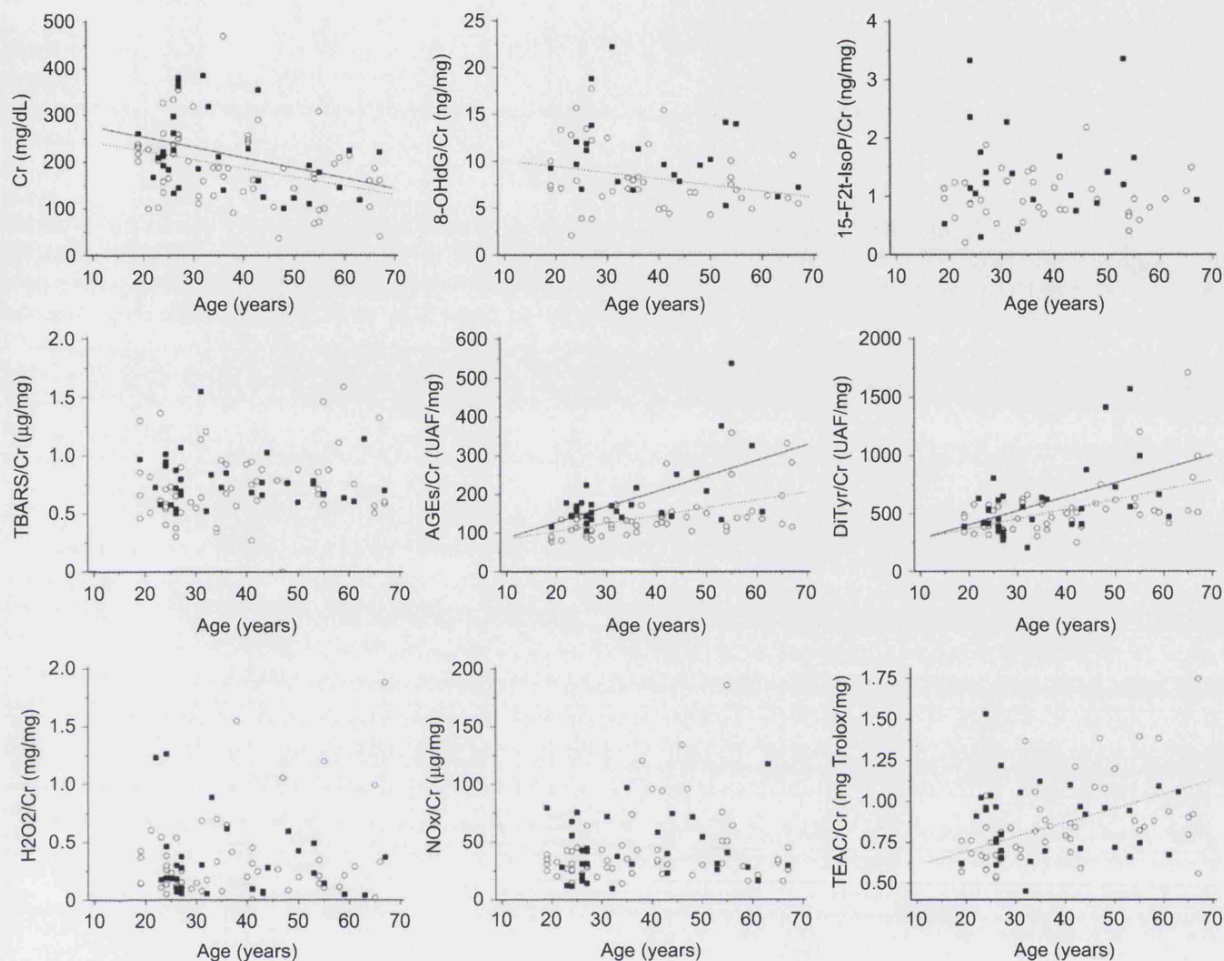 Cr (mg/dL)
500
400
300
200
100
0
10 20 30 40 50 60 70
Age (years)
8-OHdG/Cr (ng/mg)
25
20
15
10
5
0
10 20 30 40 50 60 70
Age (years)
15-F2t-IsoP/Cr (ng/mg)
4
3
2
1
0
10 20 30 40 50 60 70
Age (years)
TBARS/Cr (µg/mg)
2.0
1.5
1.0
0.5
0
10 20 30 40 50 60 70
Age (years)
AGEs/Cr (UAF/mg)
600
500
400
300
200
100
0
10 20 30 40 50 60 70
Age (years)
DiTyr/Cr (UAF/mg)
2000
1500
1000
500
0
10 20 30 40 50 60 70
Age (years)
H2O2/Cr (mg/mg)
2.0
1.5
1.0
0.5
0
10 20 30 40 50 60 70
Age (years)
NOx/Cr (µg/mg)
200
150
100
50
0
10 20 30 40 50 60 70
Age (years)
TEAC/Cr (mg Trolox/mg)
1.75
1.50
1.25
1.00
0.75
0.50
10 20 30 40 50 60 70
Age (years)